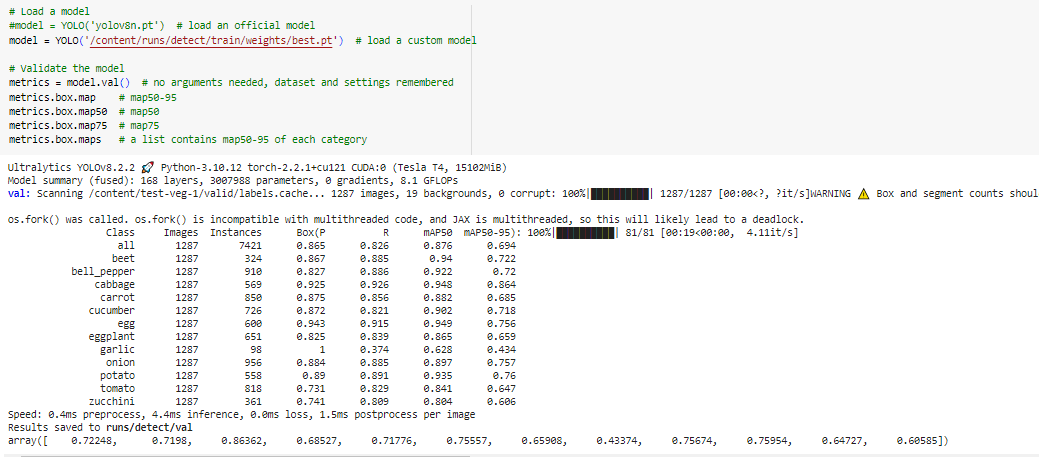 # Load a model
#model = YOLO('yolov8n.pt')  # load an official model
model = YOLO('/content/runs/detect/train/weights/best.pt')  # load a custom model
# Validate the model
metrics = model.val()  # no arguments needed, dataset and settings remembered
metrics.box.map    # map50-95
metrics.box.map50  # map50
metrics.box.map75  # map75
metrics.box.maps   # a list contains map50-95 of each category
Ultralytics YOLOv8.2.2 🚀 Python-3.10.12 torch-2.2.1+cu121 CUDA:0 (Tesla T4, 15102MiB)
Model summary (fused): 168 layers, 3007988 parameters, 0 gradients, 8.1 GFLOPs
val: Scanning /content/test-veg-1/valid/labels.cache... 1287 images, 19 backgrounds, 0 corrupt: 100%|██████████| 1287/1287 [00:00<?, ?it/s]WARNING ⚠️ Box and segment counts shoul
os.fork() was called. os.fork() is incompatible with multithreaded code, and JAX is multithreaded, so this will likely lead to a deadlock.
Class Images Instances Box(P R mAP50 mAP50-95): 100%|██████████| 81/81 [00:19<00:00, 4.11it/s]
all 1287 7421 0.865 0.826 0.876 0.694
beet 1287 324 0.867 0.885 0.94 0.722
bell_pepper 1287 910 0.827 0.886 0.922 0.72
cabbage 1287 569 0.925 0.926 0.948 0.864
carrot 1287 850 0.875 0.856 0.882 0.685
cucumber 1287 726 0.872 0.821 0.902 0.718
egg 1287 600 0.943 0.915 0.949 0.756
eggplant 1287 651 0.825 0.839 0.865 0.659
garlic 1287 98 1 0.374 0.628 0.434
onion 1287 956 0.884 0.885 0.897 0.757
potato 1287 558 0.89 0.891 0.935 0.76
tomato 1287 818 0.731 0.829 0.841 0.647
zucchini 1287 361 0.741 0.809 0.804 0.606
Speed: 0.4ms preprocess, 4.4ms inference, 0.0ms loss, 1.5ms postprocess per image
Results saved to runs/detect/val
array([ 0.72248, 0.7198, 0.86362, 0.68527, 0.71776, 0.75557, 0.65908, 0.43374, 0.75674, 0.75954, 0.64727, 0.60585])